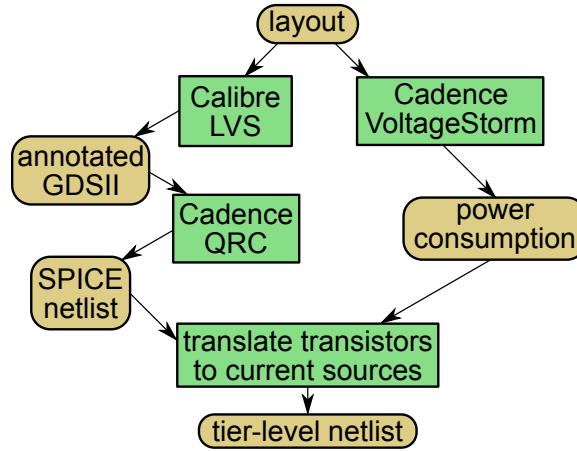 layout
Calibre
LVS
Cadence
VoltageStorm
annotated
GDSII
Cadence
QRC
power
consumption
SPICE
netlist
translate transistors
to current sources
tier-level netlist